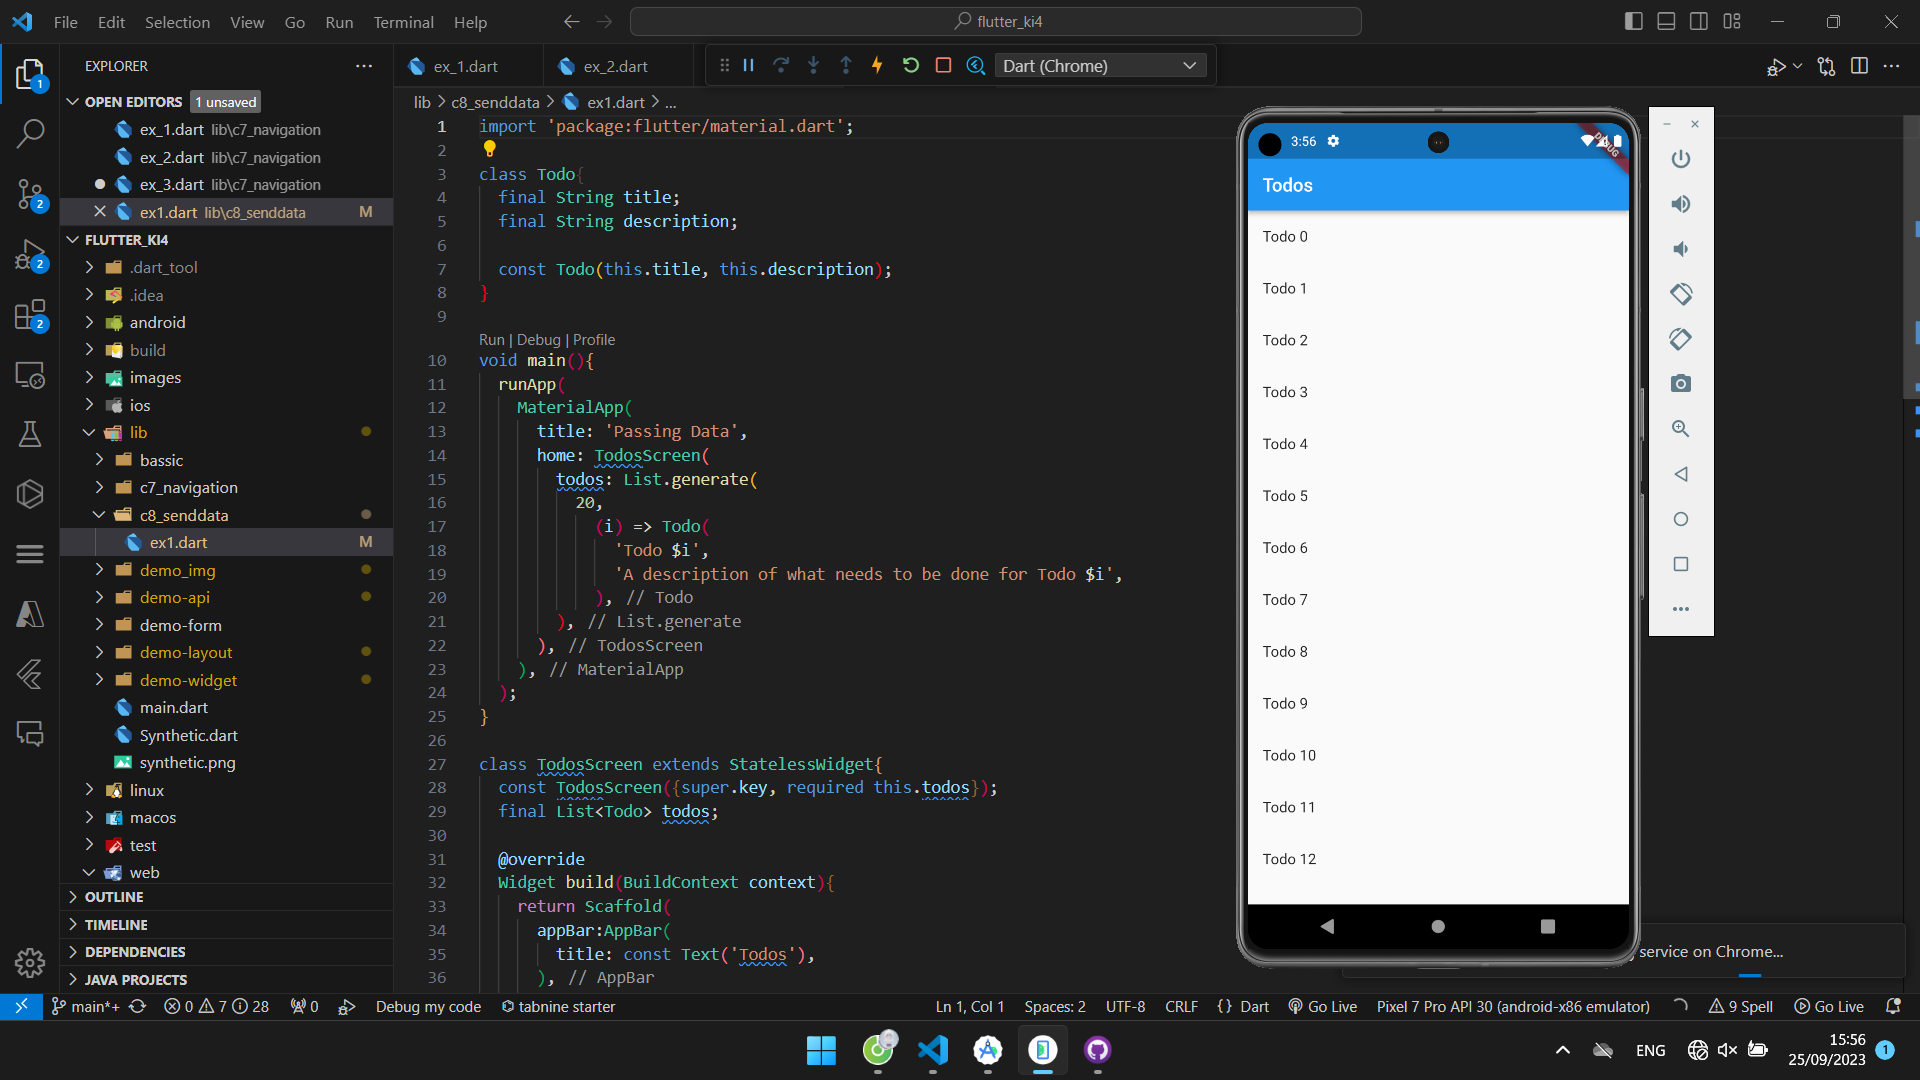 File Edit Selection View Go Run Terminal Help
flutter_ki4
EXPLORER
OPEN EDITORS 1 unsaved
ex_1.dart lib\c7_navigation
ex_2.dart lib\c7_navigation
ex_3.dart lib\c7_navigation
ex1.dart lib\c8_senddata M
FLUTTER_KI4
.dart_tool
.idea
android
build
images
ios
lib
bassic
c7_navigation
c8_senddata
ex1.dart M
demo_img
demo-api
demo-form
demo-layout
demo-widget
main.dart
Synthetic.dart
synthetic.png
linux
macos
test
web
OUTLINE
TIMELINE
DEPENDENCIES
JAVA PROJECTS
1
2
2
2
ex_1.dart
ex_2.dart
Dart (Chrome)
lib > c8_senddata > ex1.dart > ...
1 import 'package:flutter/material.dart';
2
3 class Todo{
4 final String title;
5 final String description;
6
7 const Todo(this.title, this.description);
8 }
9
Run | Debug | Profile
10 void main(){
11 runApp(
12 MaterialApp(
13 title: 'Passing Data',
14 home: TodosScreen(
15 todos: List.generate(
16 20,
17 (i) => Todo(
18 'Todo $i',
19 'A description of what needs to be done for Todo $i',
20 ), // Todo
21 ), // List.generate
22 ), // TodosScreen
23 ), // MaterialApp
24 );
25 }
26
27 class TodosScreen extends StatelessWidget{
28 const TodosScreen({super.key, required this.todos});
29 final List<Todo> todos;
30
31 @override
32 Widget build(BuildContext context){
33 return Scaffold(
34 appBar:AppBar(
35 title: const Text('Todos'),
36 ), // AppBar
3:56
DEBUG
Todos
Todo 0
Todo 1
Todo 2
Todo 3
Todo 4
Todo 5
Todo 6
Todo 7
Todo 8
Todo 9
Todo 10
Todo 11
Todo 12
service on Chrome...
main*+ 0 7 28 0 Debug my code tabnine starter Ln 1, Col 1 Spaces: 2 UTF-8 CRLF {} Dart Go Live Pixel 7 Pro API 30 (android-x86 emulator) 9 Spell Go Live
ENG
15:56
25/09/2023
1